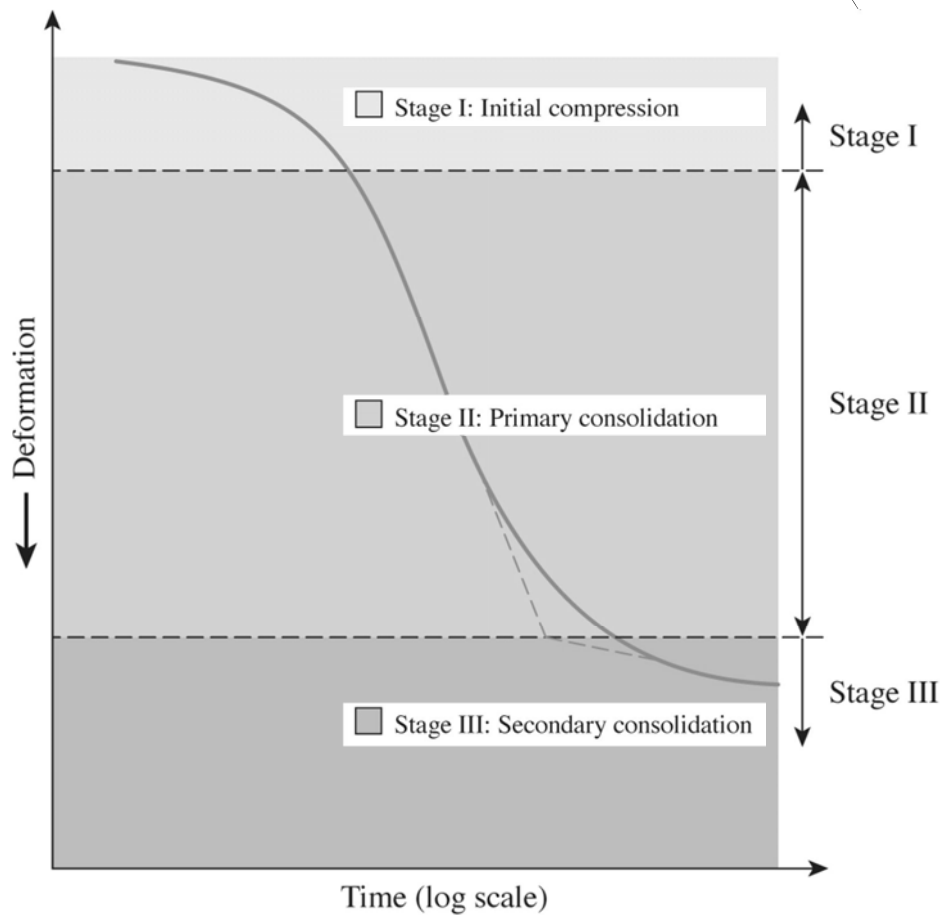 Stage I: Initial compression
Stage I
Deformation
Stage II: Primary consolidation
Stage II
Stage III: Secondary consolidation
Stage III
Time (log scale)